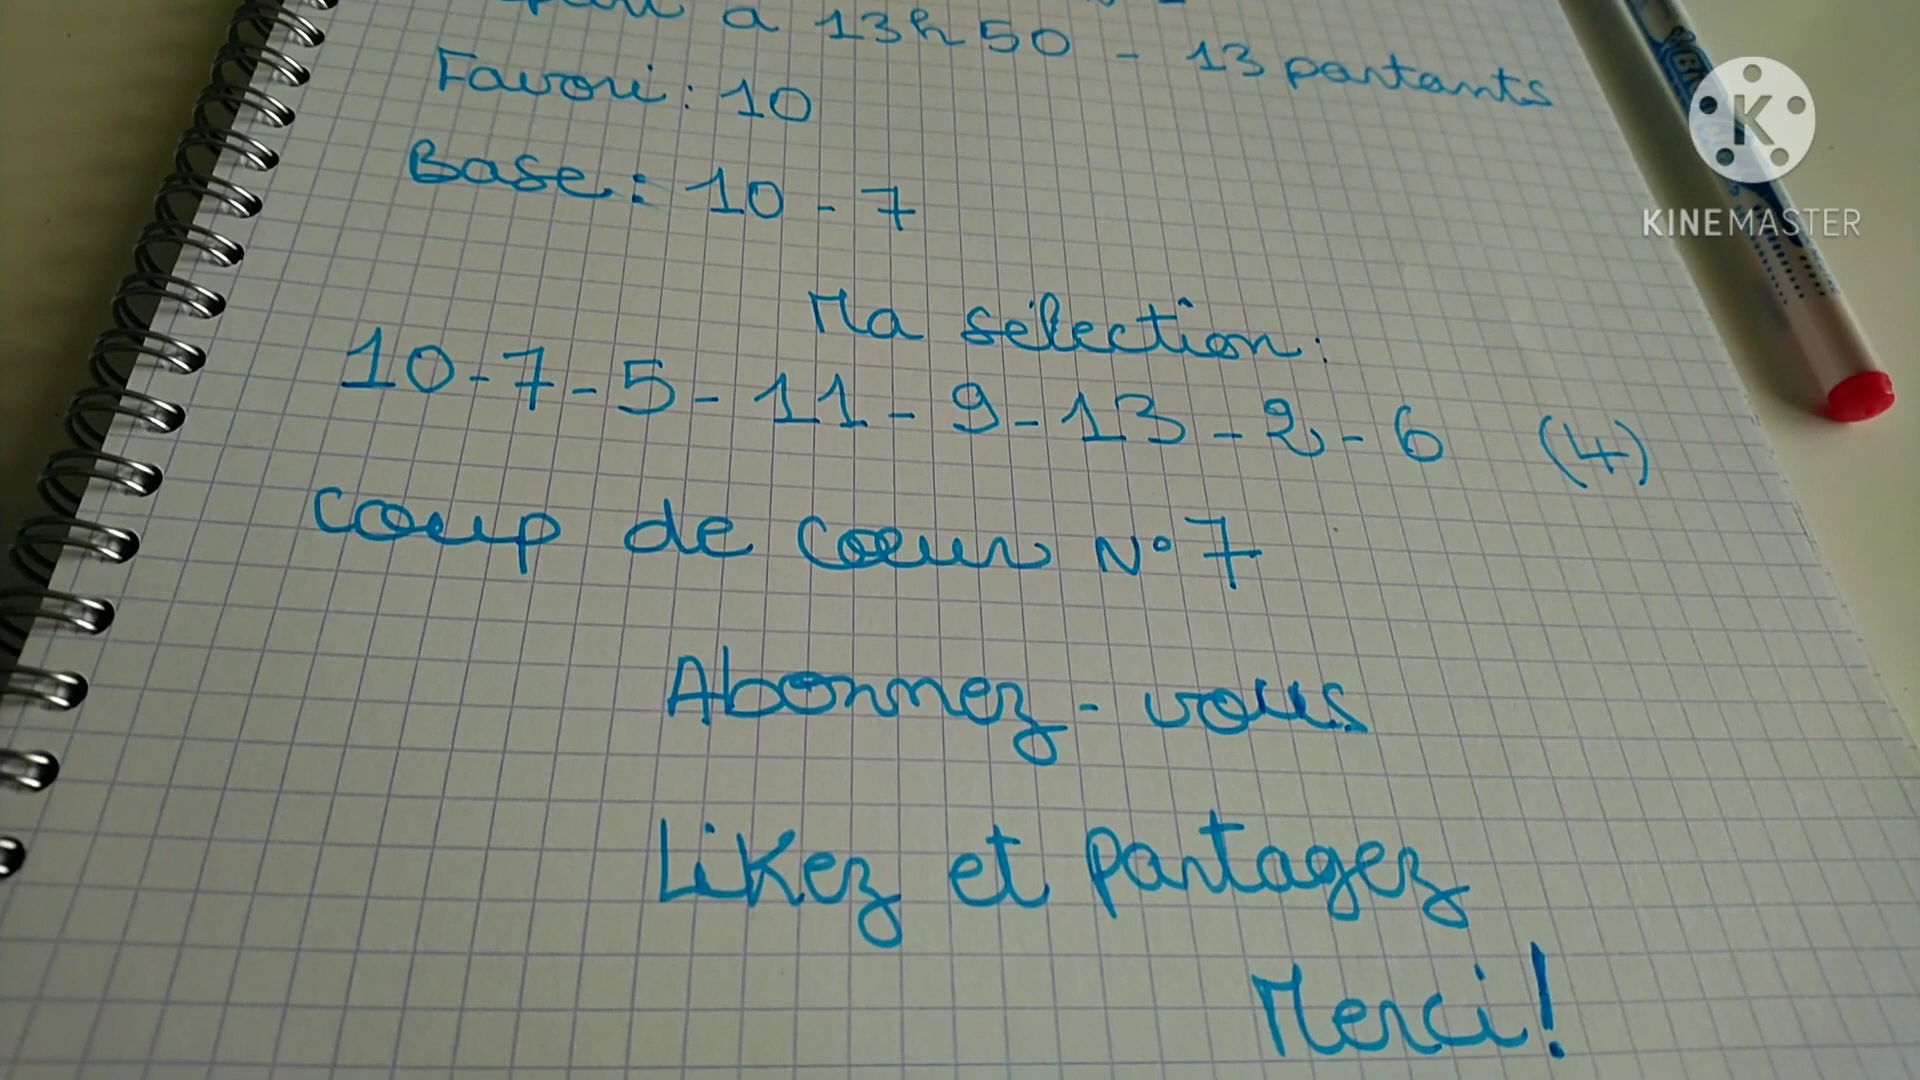 à 13h50 - 13 partants
Favori : 10
Base : 10 - 7
Ma sélection :
10 - 7 - 5 - 11 - 9 - 13 - 2 - 6 (4)
coup de coeur N° 7
Abonnez - vous
Likez et partagez
Merci !
K
KINEMASTER